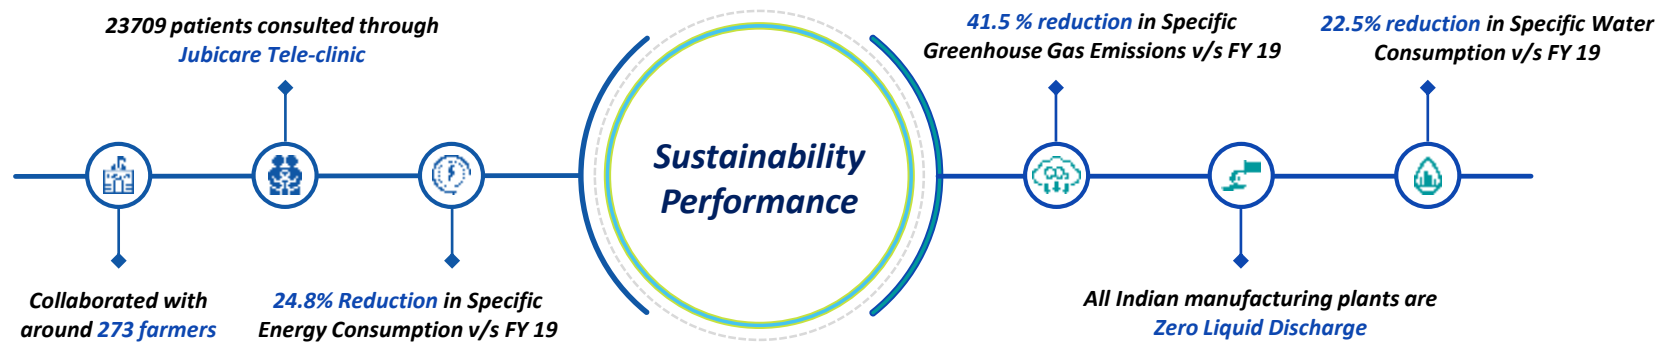 23709 patients consulted through
Jubicare Tele-clinic
Collaborated with
around 273 farmers
24.8% Reduction in Specific
Energy Consumption v/s FY 19
Sustainability
Performance
41.5 % reduction in Specific
Greenhouse Gas Emissions v/s FY 19
CO₂
All Indian manufacturing plants are
Zero Liquid Discharge
22.5% reduction in Specific Water
Consumption v/s FY 19